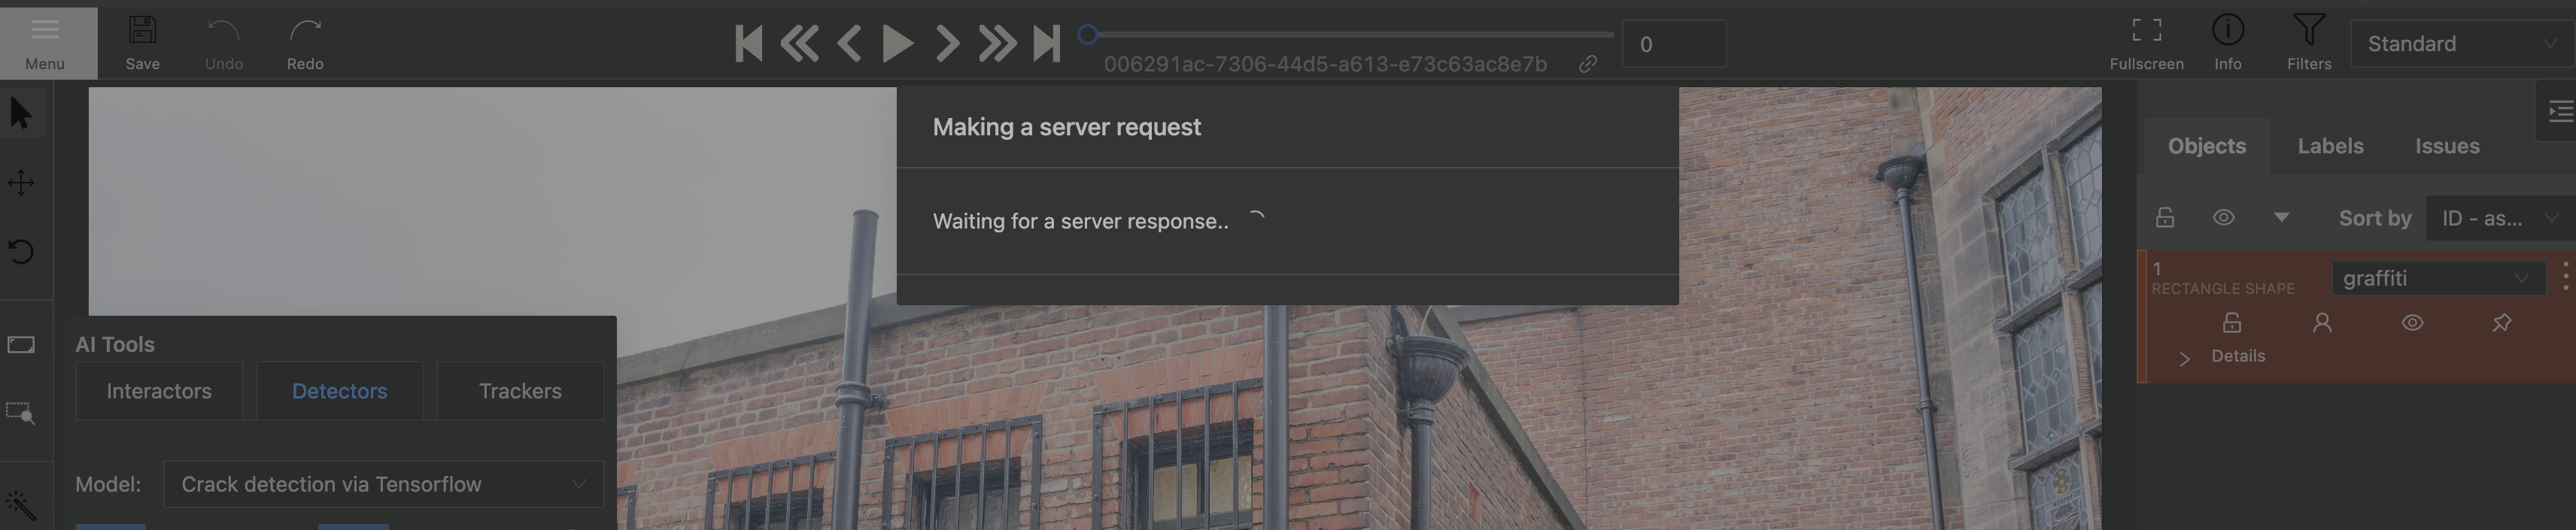 Menu
Save
Undo
Redo
006291ac-7306-44d5-a613-e73c63ac8e7b
0
Fullscreen
Info
Filters
Standard
Making a server request
Waiting for a server response..
Objects
Labels
Issues
Sort by
ID - as...
1
RECTANGLE SHAPE
graffiti
Details
AI Tools
Interactors
Detectors
Trackers
Model:
Crack detection via Tensorflow